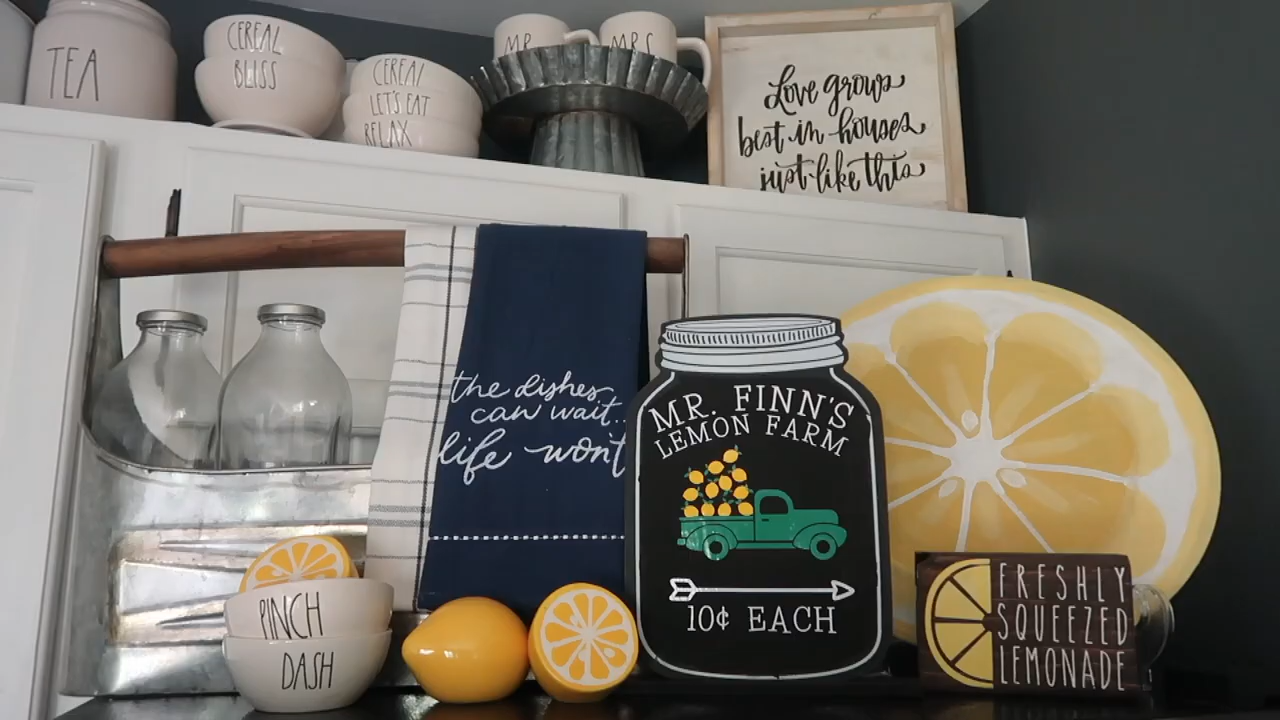 TEA
CEREAL
BLISS
CEREAL
LET'S EAT
RELAX
MR
MRS
Love grows
best in houses
just like this
the dishes
can wait..
life won't
MR. FINN'S
LEMON FARM
10¢ EACH
PINCH
DASH
FRESHLY
SQUEEZED
LEMONADE